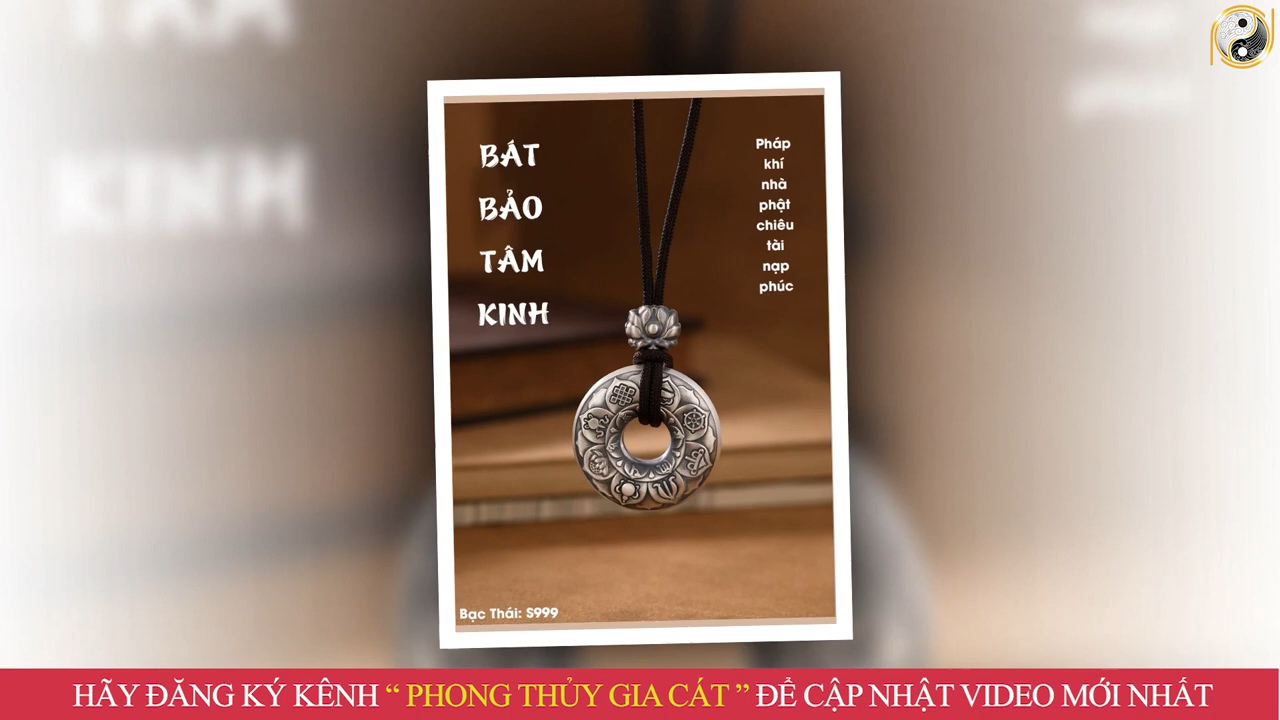 BÁT
BẢO
TÂM
KINH
Pháp
khí
nhà
phật
chiêu
tài
nạp
phúc
Bạc Thái: S999
HÃY ĐĂNG KÝ KÊNH “ PHONG THỦY GIA CÁT ” ĐỂ CẬP NHẬT VIDEO MỚI NHẤT